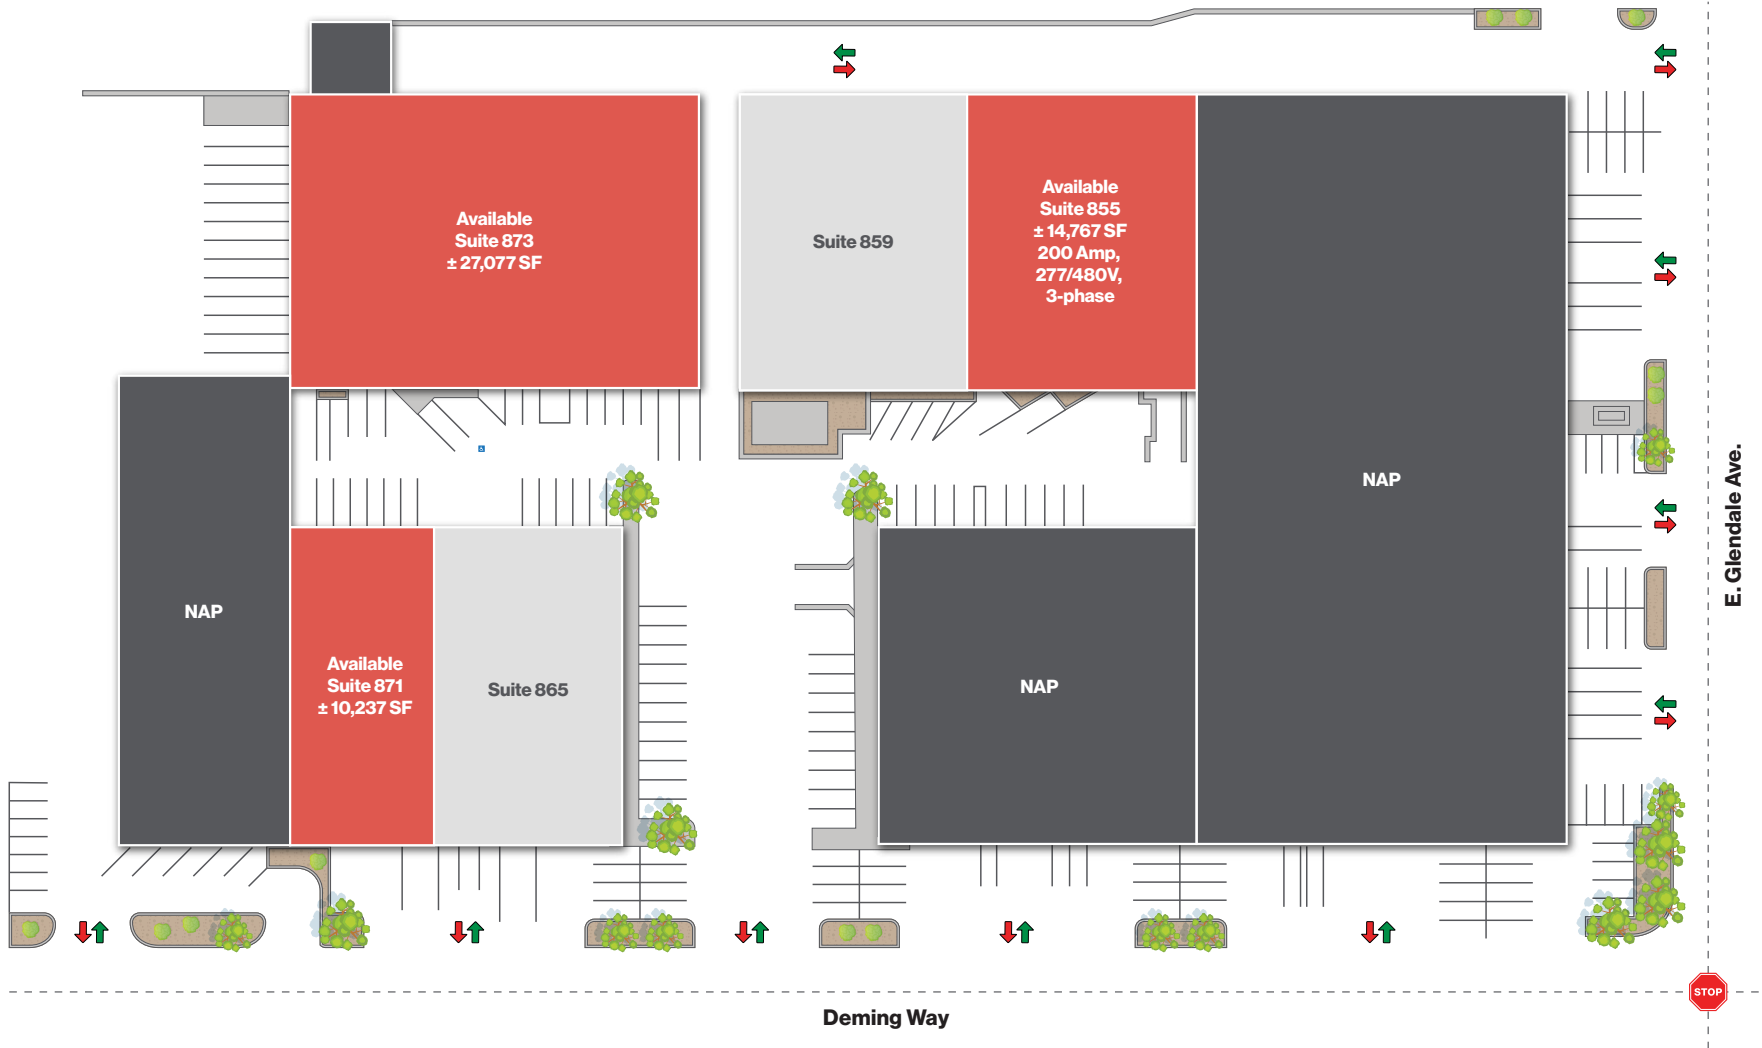 Available
Suite 873
± 27,077 SF
Suite 859
Available
Suite 855
± 14,767 SF
200 Amp,
277/480V,
3-phase
NAP
E. Glendale Ave.
NAP
Available
Suite 871
± 10,237 SF
Suite 865
NAP
STOP
Deming Way